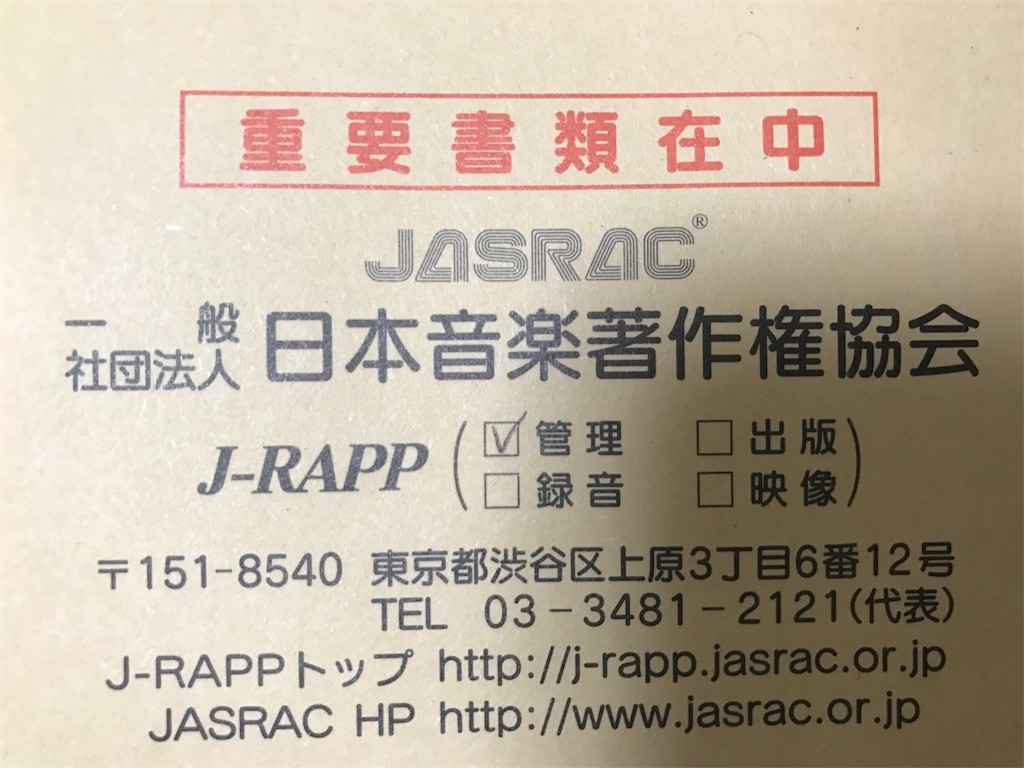 重要書類在中
JASRAC®
一般社団法人 日本音楽著作権協会
J-RAPP (☑管理 □出版
□録音 □映像)
〒151-8540 東京都渋谷区上原3丁目6番12号
TEL 03-3481-2121(代表)
J-RAPPトップ http://j-rapp.jasrac.or.jp
JASRAC HP http://www.jasrac.or.jp